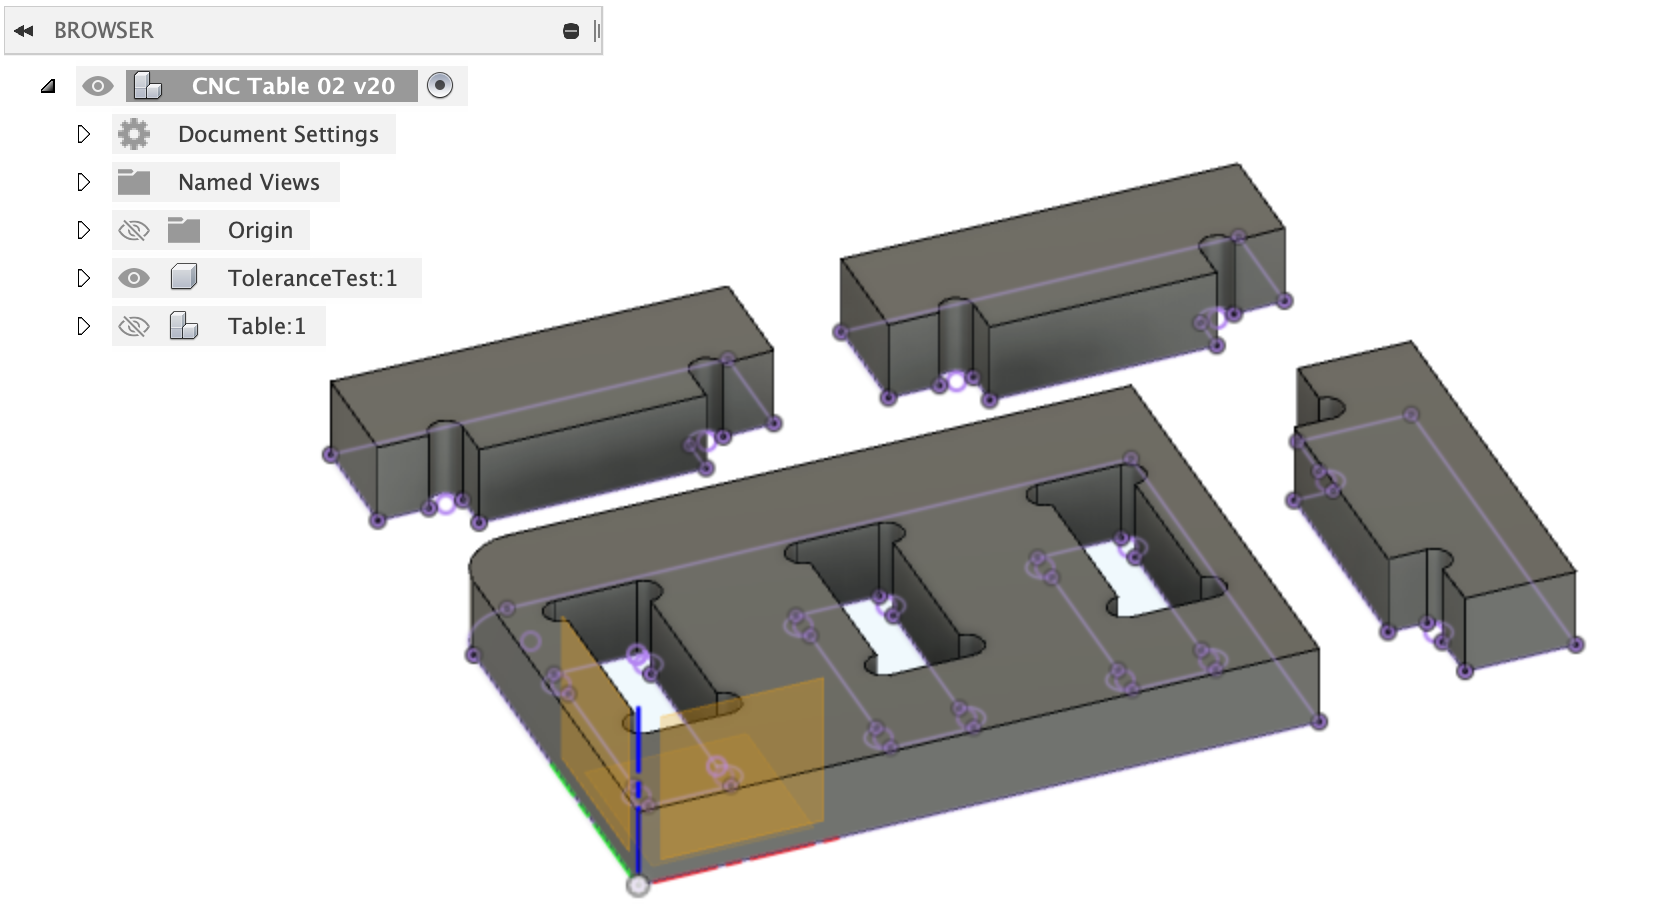 BROWSER
CNC Table 02 v20
Document Settings
Named Views
Origin
ToleranceTest:1
Table:1